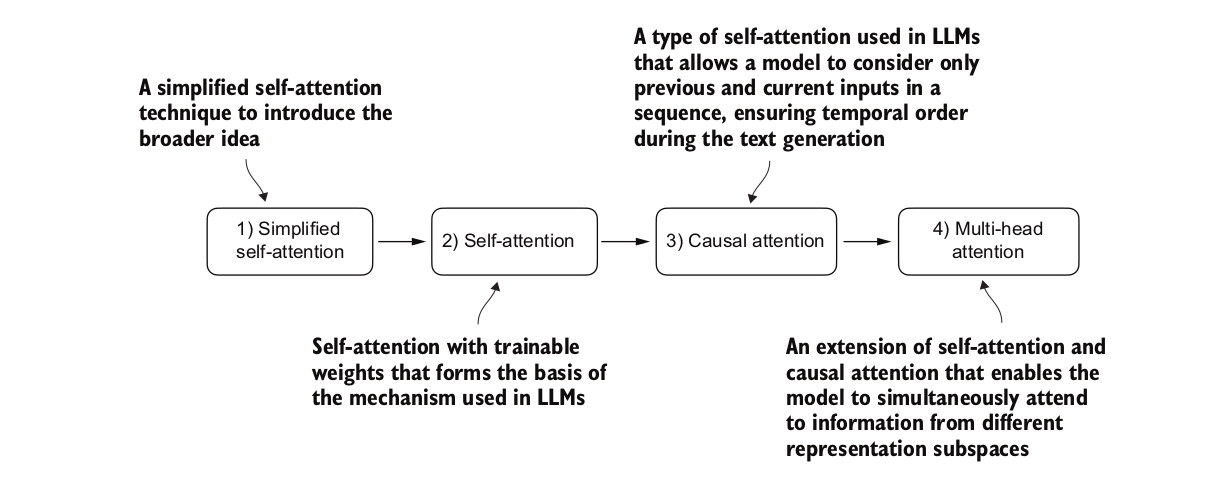 A simplified self-attention
technique to introduce the
broader idea
A type of self-attention used in LLMs
that allows a model to consider only
previous and current inputs in a
sequence, ensuring temporal order
during the text generation
1) Simplified
self-attention
2) Self-attention
3) Causal attention
4) Multi-head
attention
Self-attention with trainable
weights that forms the basis of
the mechanism used in LLMs
An extension of self-attention and
causal attention that enables the
model to simultaneously attend
to information from different
representation subspaces